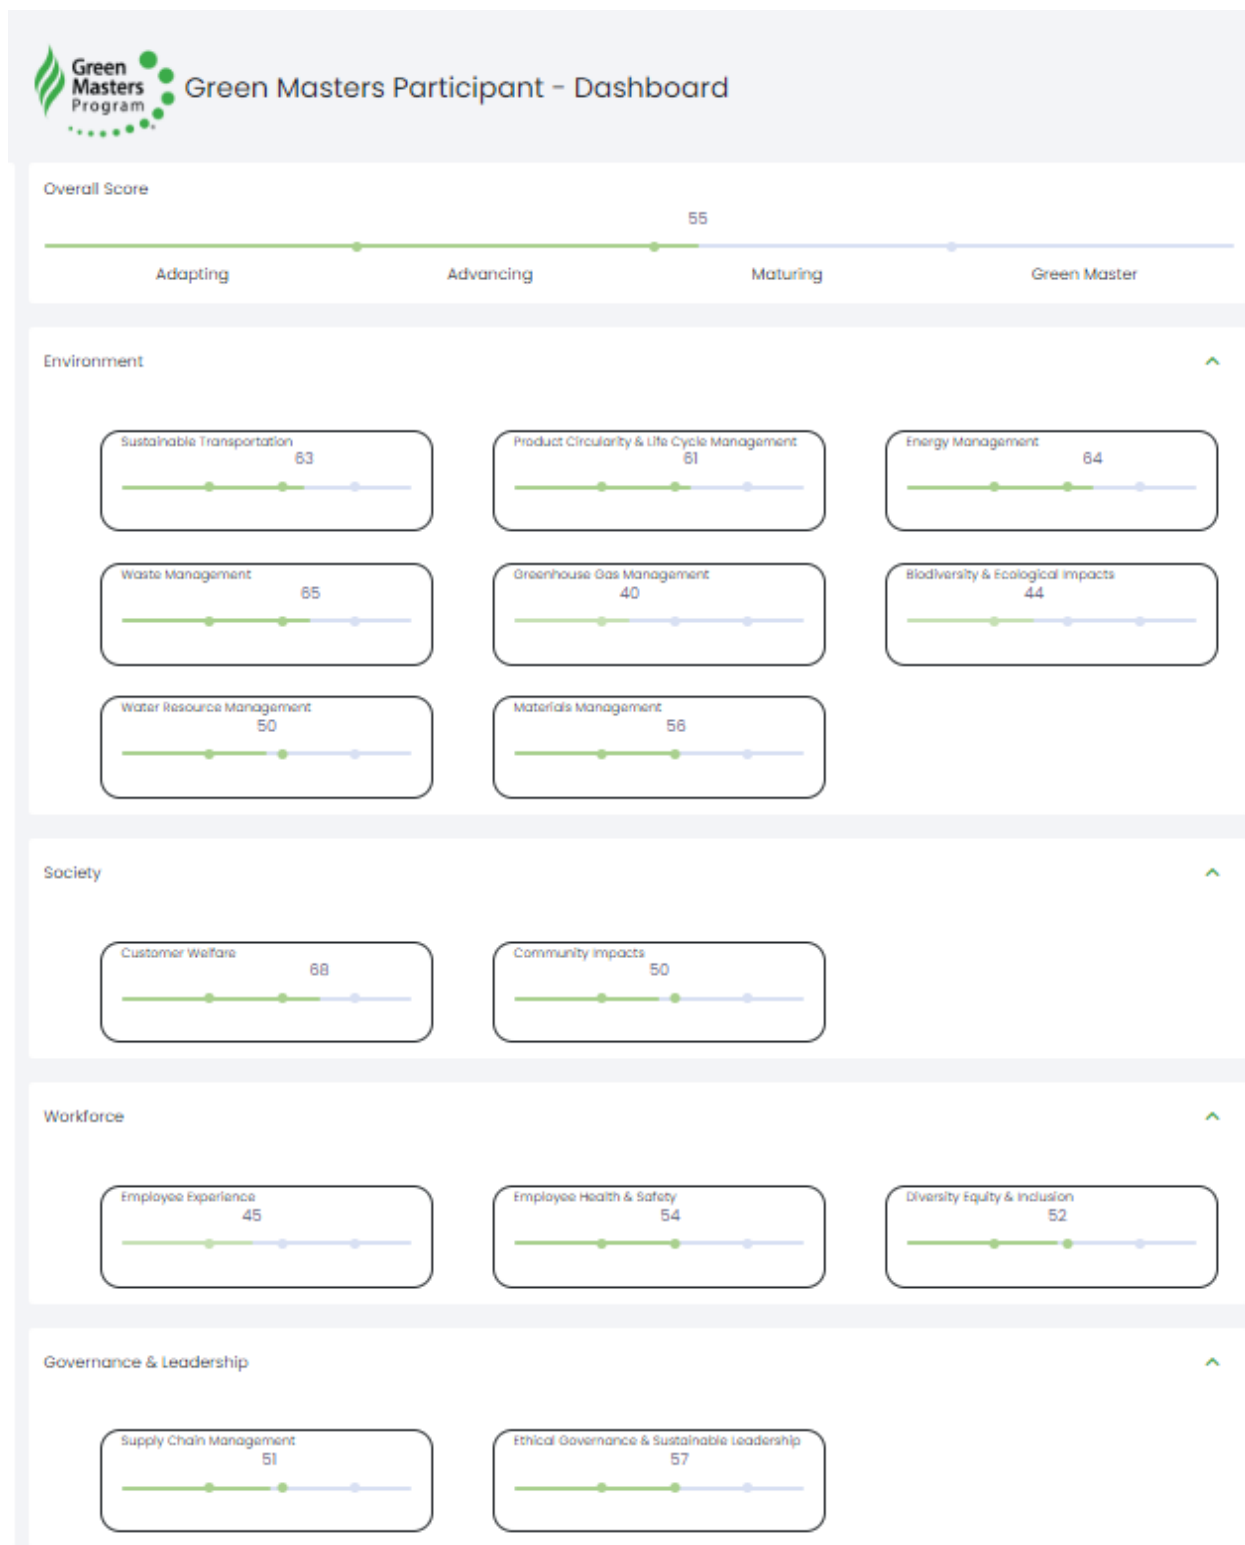 Green
Masters
Program
Green Masters Participant - Dashboard
Overall Score
55
Adapting Advancing Maturing Green Master
Environment
Sustainable Transportation
63
Product Circularity & Life Cycle Management
61
Energy Management
64
Waste Management
65
Greenhouse Gas Management
40
Biodiversity & Ecological Impacts
44
Water Resource Management
50
Materials Management
56
Society
Customer Welfare
68
Community Impacts
50
Workforce
Employee Experience
45
Employee Health & Safety
54
Diversity Equity & Inclusion
52
Governance & Leadership
Supply Chain Management
51
Ethical Governance & Sustainable Leadership
57